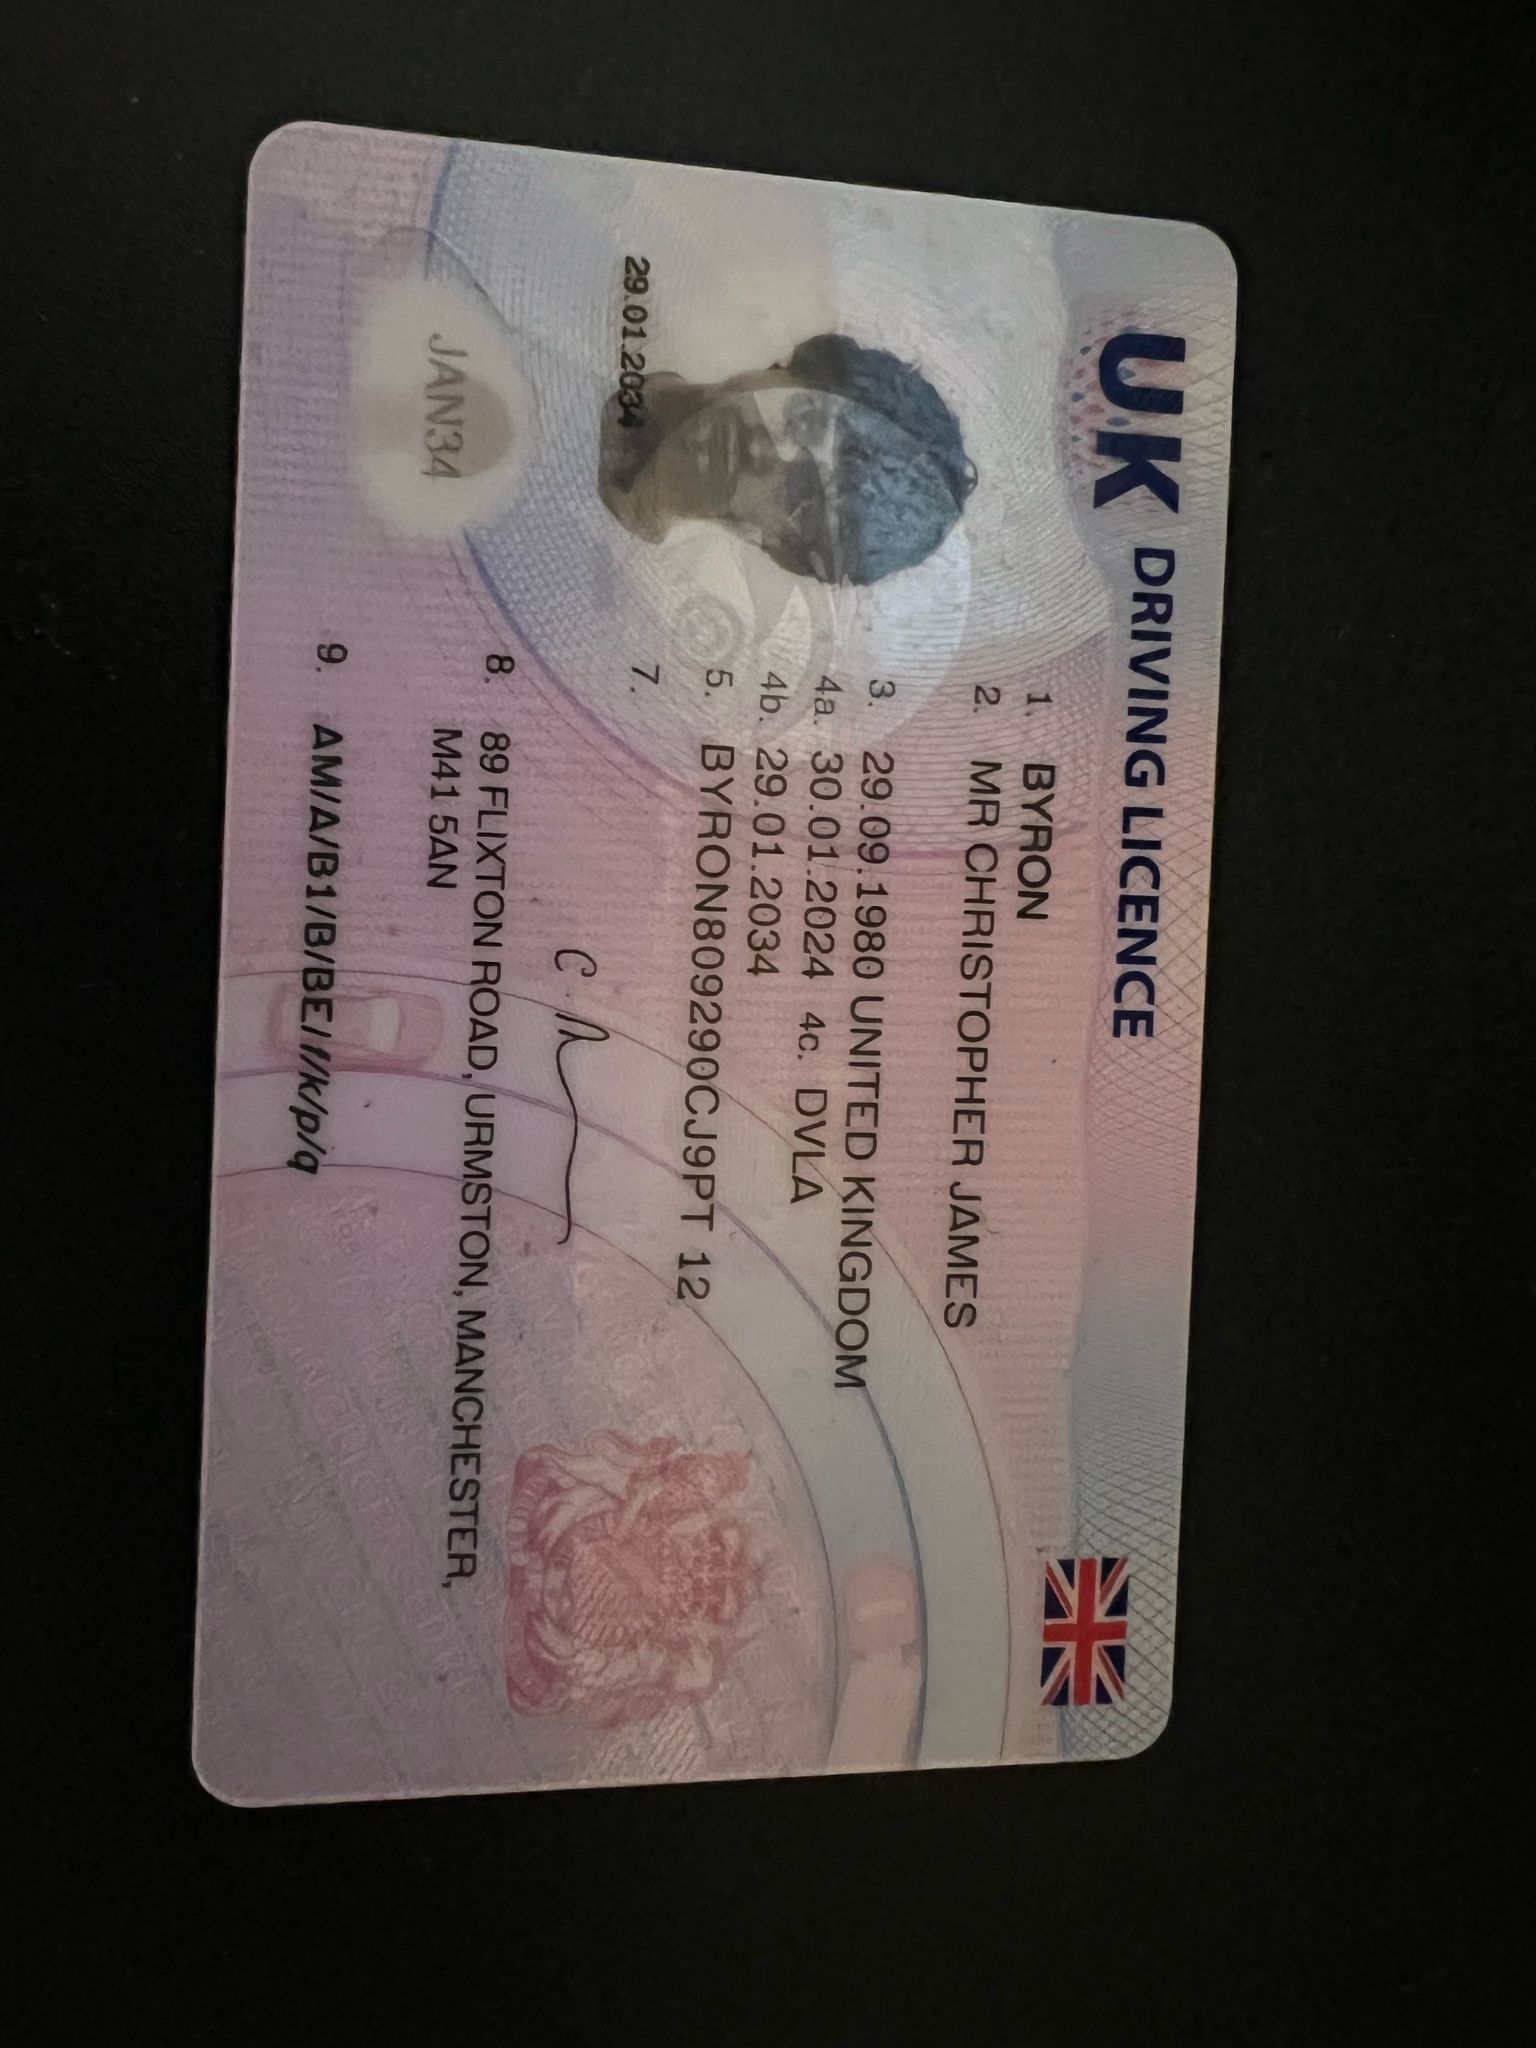 UK DRIVING LICENCE
1. BYRON
2. MR CHRISTOPHER JAMES
3. 29.09.1980 UNITED KINGDOM
4a. 30.01.2024 4c. DVLA
4b. 29.01.2034
5. BYRON809290CJ9PT 12
7.
29.01.2034
JAN34
8. 89 FLIXTON ROAD, URMSTON, MANCHESTER,
M41 5AN
9. AM/A/B1/B/BE/f/k/p/q